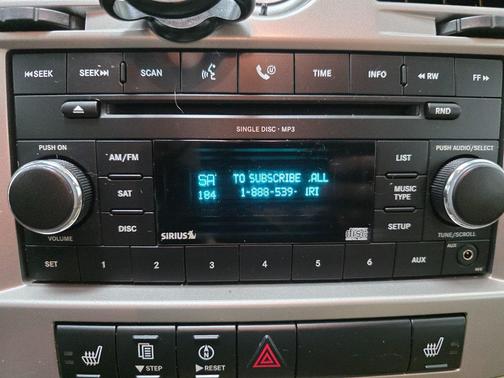 SEEK
SEEK
SCAN
TIME
INFO
RW
FF
RND
SINGLE DISC • MP3
PUSH ON
AM/FM
SAT
DISC
VOLUME
SA TO SUBSCRIBE .ALL
184 1-888-539-
SIRIUS
disc
PUSH AUDIO/SELECT
LIST
MUSIC TYPE
SETUP
TUNE/SCROLL
AUX
SET 1 2 3 4 5 6 AUX
STEP
RESET